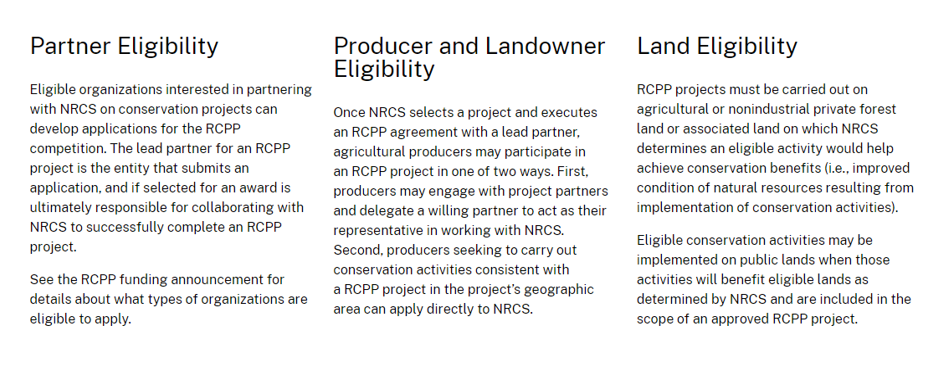 Partner Eligibility
Eligible organizations interested in partnering
with NRCS on conservation projects can
develop applications for the RCPP
competition. The lead partner for an RCPP
project is the entity that submits an
application, and if selected for an award is
ultimately responsible for collaborating with
NRCS to successfully complete an RCPP
project.
See the RCPP funding announcement for
details about what types of organizations are
eligible to apply.
Producer and Landowner
Eligibility
Once NRCS selects a project and executes
an RCPP agreement with a lead partner,
agricultural producers may participate in
an RCPP project in one of two ways. First,
producers may engage with project partners
and delegate a willing partner to act as their
representative in working with NRCS.
Second, producers seeking to carry out
conservation activities consistent with
a RCPP project in the project's geographic
area can apply directly to NRCS.
Land Eligibility
RCPP projects must be carried out on
agricultural or nonindustrial private forest
land or associated land on which NRCS
determines an eligible activity would help
achieve conservation benefits (i.e., improved
condition of natural resources resulting from
implementation of conservation activities).
Eligible conservation activities may be
implemented on public lands when those
activities will benefit eligible lands as
determined by NRCS and are included in the
scope of an approved RCPP project.